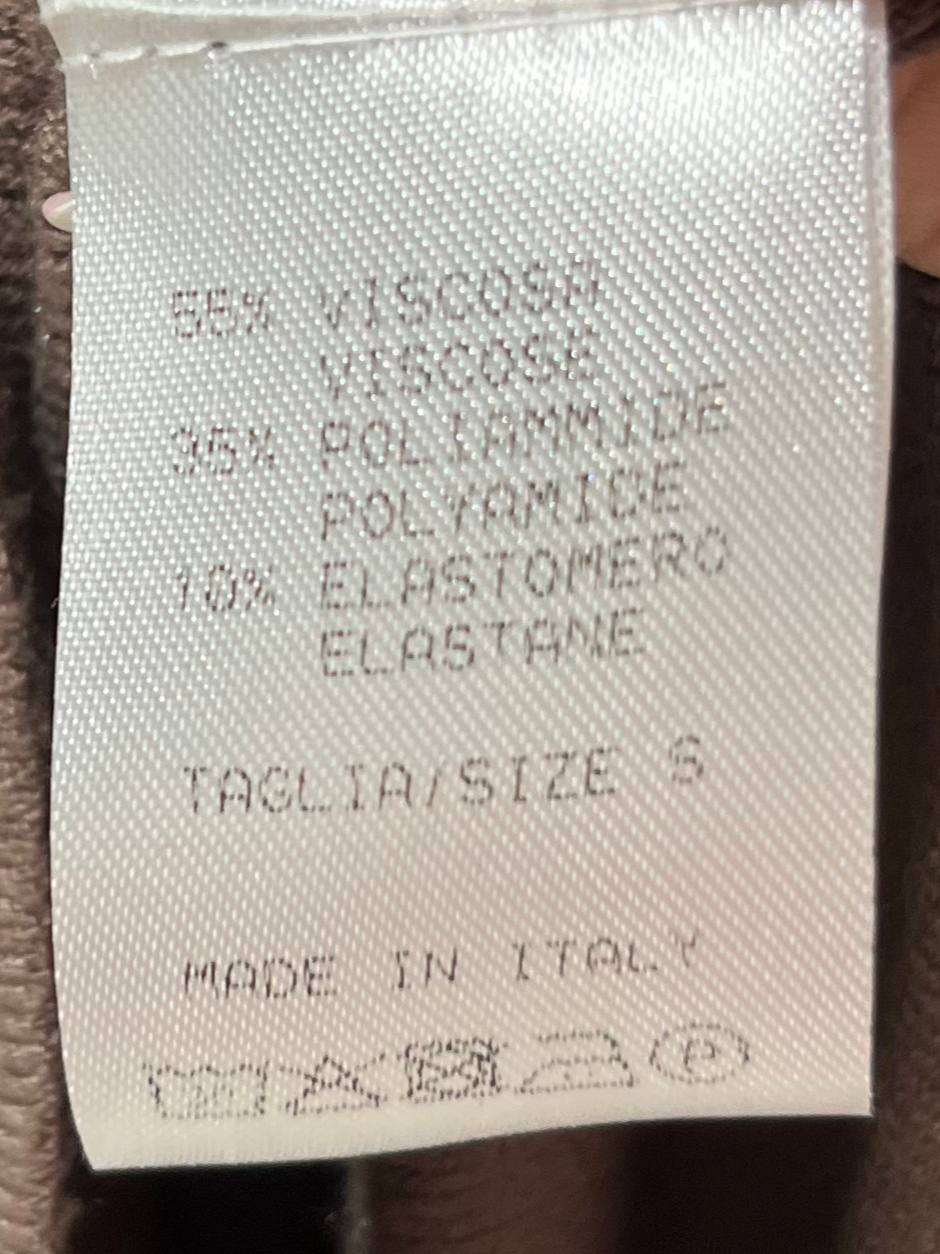 55% VISCOSA
VISCOSE
35% POLIAMMIDE
POLYAMIDE
10% ELASTOMERO
ELASTANE
TAGLIA/SIZE S
MADE IN ITALY
P